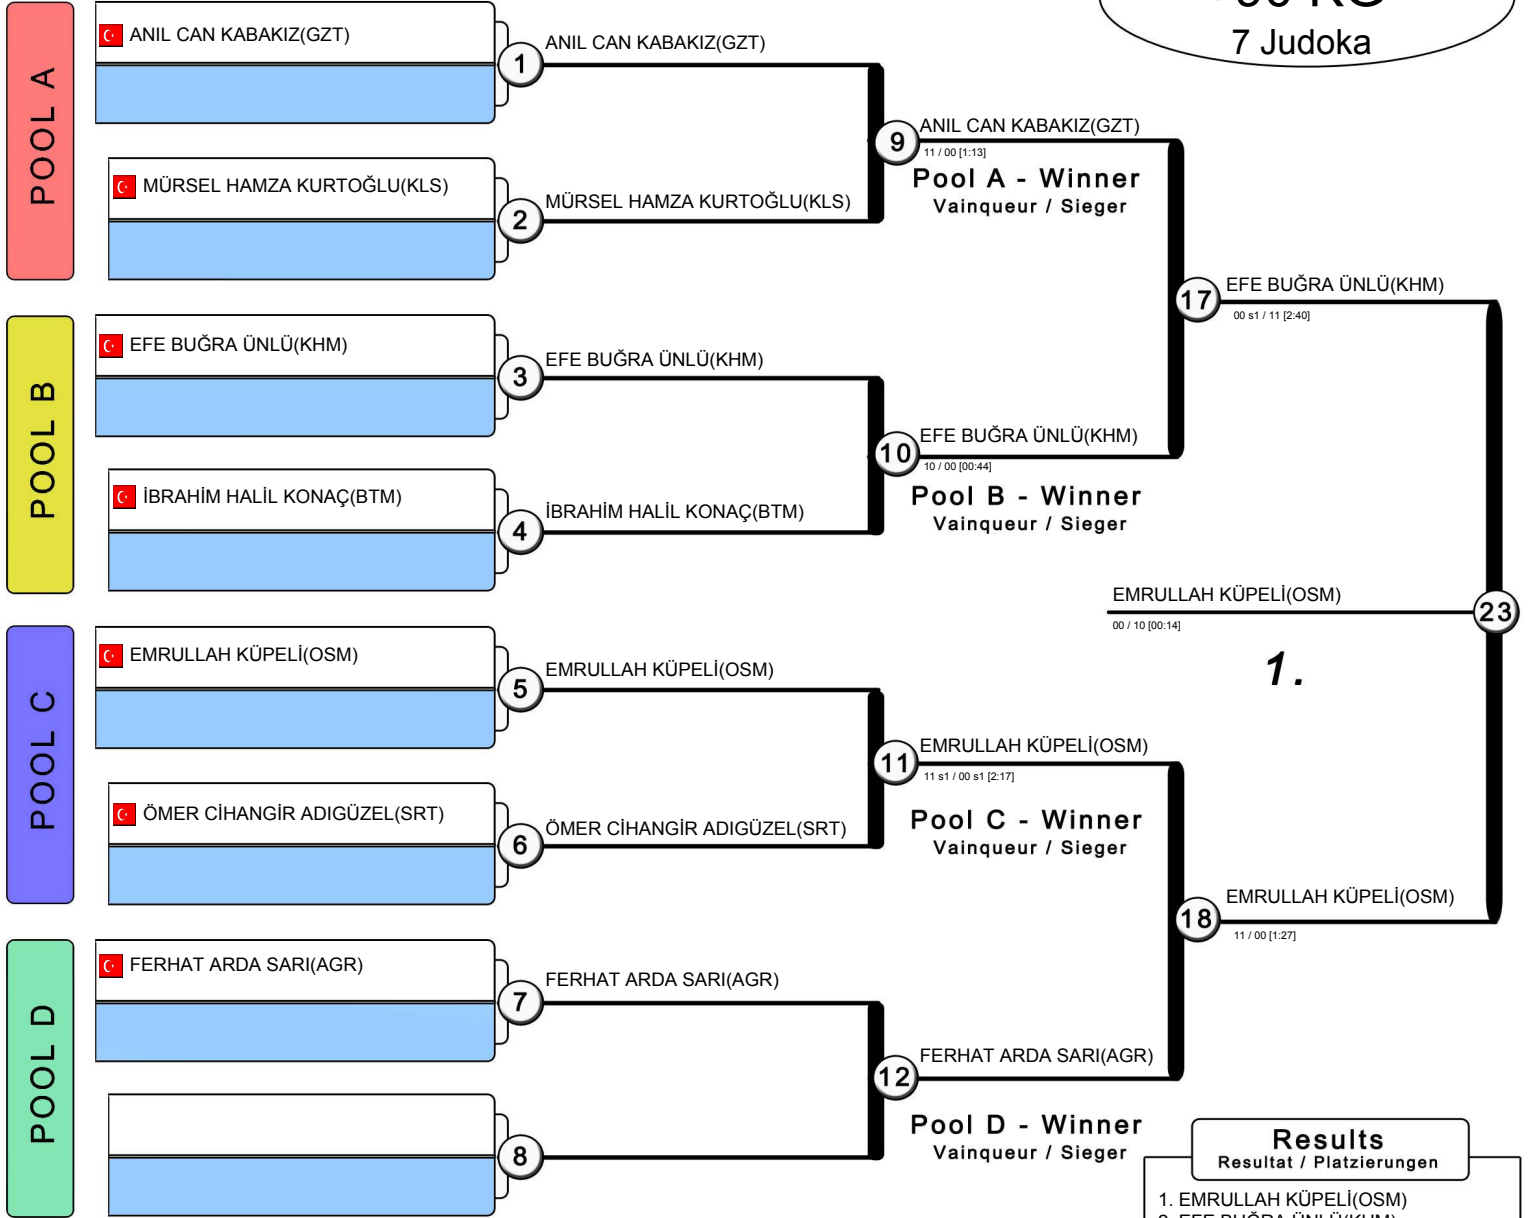 90 KG
7 Judoka
POOL A
ANIL CAN KABAKIZ(GZT)
1
ANIL CAN KABAKIZ(GZT)
MÜRSEL HAMZA KURTOĞLU(KLS)
2
MÜRSEL HAMZA KURTOĞLU(KLS)
9
ANIL CAN KABAKIZ(GZT)
11 / 00 [1:13]
Pool A - Winner
Vainqueur / Sieger
POOL B
EFE BUĞRA ÜNLÜ(KHM)
3
EFE BUĞRA ÜNLÜ(KHM)
İBRAHİM HALİL KONAÇ(BTM)
4
İBRAHİM HALİL KONAÇ(BTM)
10
EFE BUĞRA ÜNLÜ(KHM)
10 / 00 [00:44]
Pool B - Winner
Vainqueur / Sieger
17
EFE BUĞRA ÜNLÜ(KHM)
00 s1 / 11 [2:40]
EMRULLAH KÜPELİ(OSM)
00 / 10 [00:14]
23
1.
POOL C
EMRULLAH KÜPELİ(OSM)
5
EMRULLAH KÜPELİ(OSM)
ÖMER CİHANGİR ADIGÜZEL(SRT)
6
ÖMER CİHANGİR ADIGÜZEL(SRT)
11
EMRULLAH KÜPELİ(OSM)
11 s1 / 00 s1 [2:17]
Pool C - Winner
Vainqueur / Sieger
18
EMRULLAH KÜPELİ(OSM)
11 / 00 [1:27]
POOL D
FERHAT ARDA SARI(AGR)
7
FERHAT ARDA SARI(AGR)
8
12
FERHAT ARDA SARI(AGR)
Pool D - Winner
Vainqueur / Sieger
Results
Resultat / Platzierungen
1. EMRULLAH KÜPELİ(OSM)
2. EFE BUĞRA ÜNLÜ(KHM)